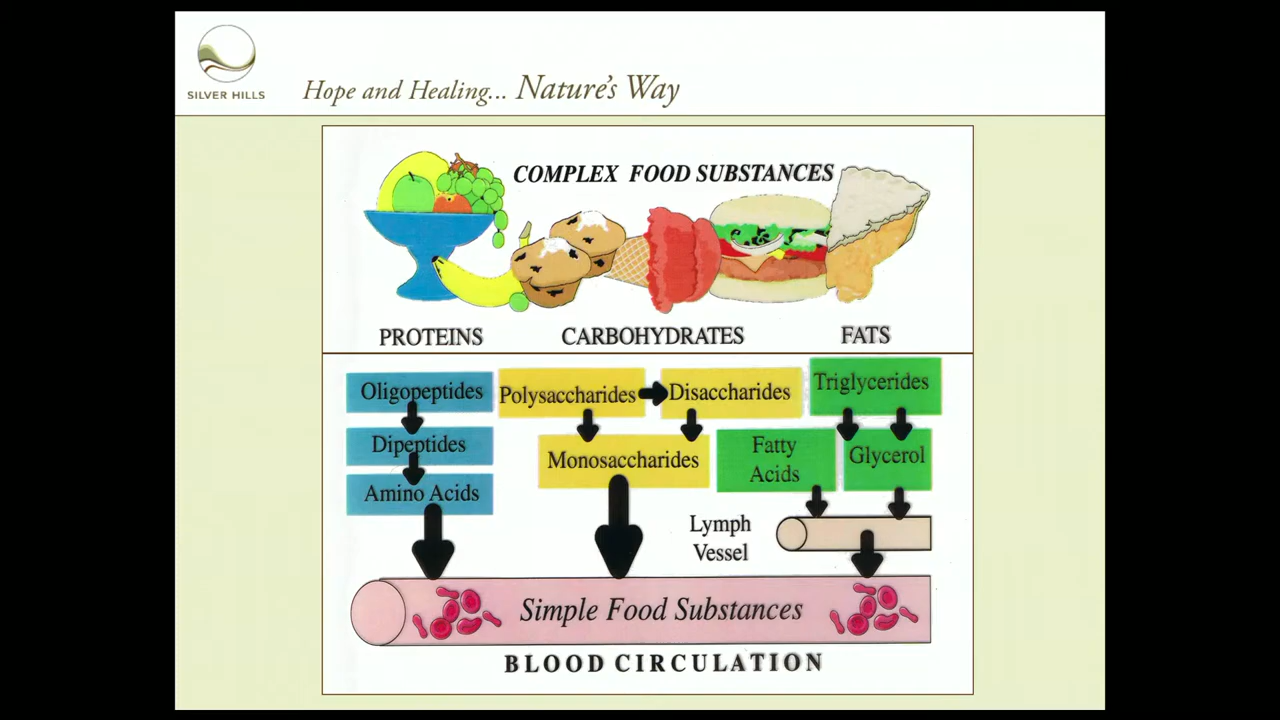 SILVER HILLS
Hope and Healing... Nature's Way
COMPLEX FOOD SUBSTANCES
PROTEINS
CARBOHYDRATES
FATS
Oligopeptides
Dipeptides
Amino Acids
Polysaccharides
Disaccharides
Monosaccharides
Triglycerides
Fatty
Acids
Glycerol
Lymph
Vessel
Simple Food Substances
BLOOD CIRCULATION